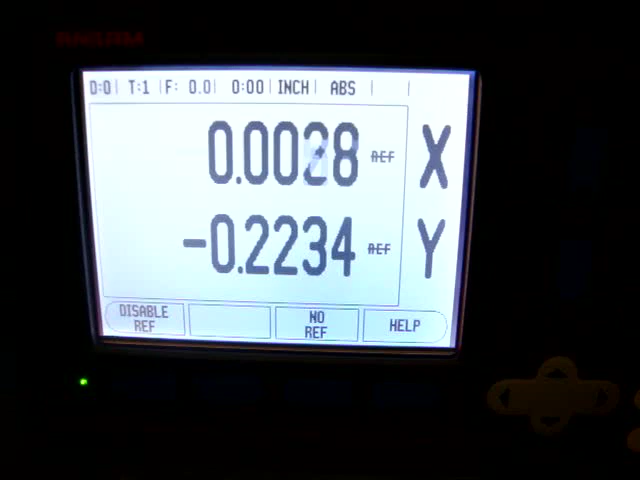 D:0 T:1 F: 0.0 0:00 INCH ABS
0.0028 REF X
-0.2234 REF Y
DISABLE REF
NO REF
HELP